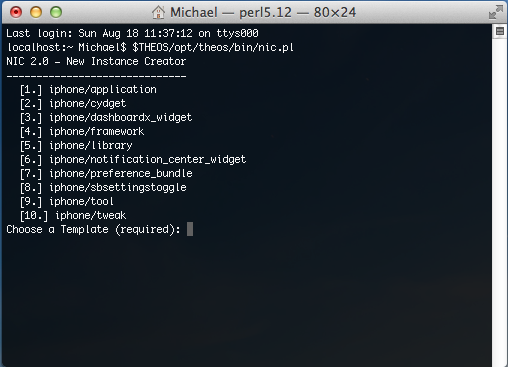 Michael — perl5.12 — 80×24
Last login: Sun Aug 18 11:37:12 on ttys000
localhost:~ Michael$ $THEOS/opt/theos/bin/nic.pl
NIC 2.0 - New Instance Creator
------------------------------
[1.] iphone/application
[2.] iphone/cydget
[3.] iphone/dashboardx_widget
[4.] iphone/framework
[5.] iphone/library
[6.] iphone/notification_center_widget
[7.] iphone/preference_bundle
[8.] iphone/sbsettingstoggle
[9.] iphone/tool
[10.] iphone/tweak
Choose a Template (required):